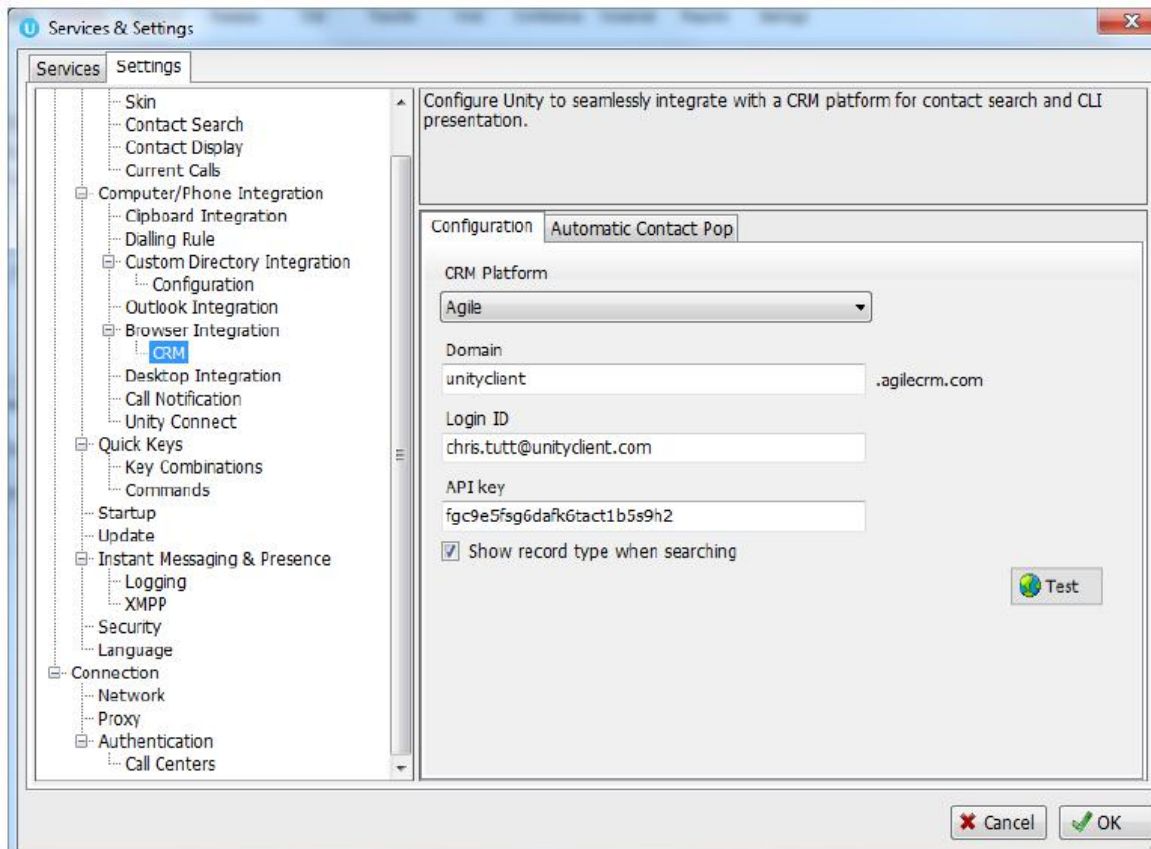 Services & Settings
Services Settings
Skin
Contact Search
Contact Display
Current Calls
Computer/Phone Integration
Clipboard Integration
Dialling Rule
Custom Directory Integration
Configuration
Outlook Integration
Browser Integration
CRM
Desktop Integration
Call Notification
Unity Connect
Quick Keys
Key Combinations
Commands
Startup
Update
Instant Messaging & Presence
Logging
XMPP
Security
Language
Connection
Network
Proxy
Authentication
Call Centers
Configure Unity to seamlessly integrate with a CRM platform for contact search and CLI
presentation.
Configuration Automatic Contact Pop
CRM Platform
Agile
Domain
unityclient .agilecrm.com
Login ID
chris.tutt@unityclient.com
API key
fgc9e5fsg6dafk6tact1b5s9h2
Show record type when searching
Test
Cancel OK